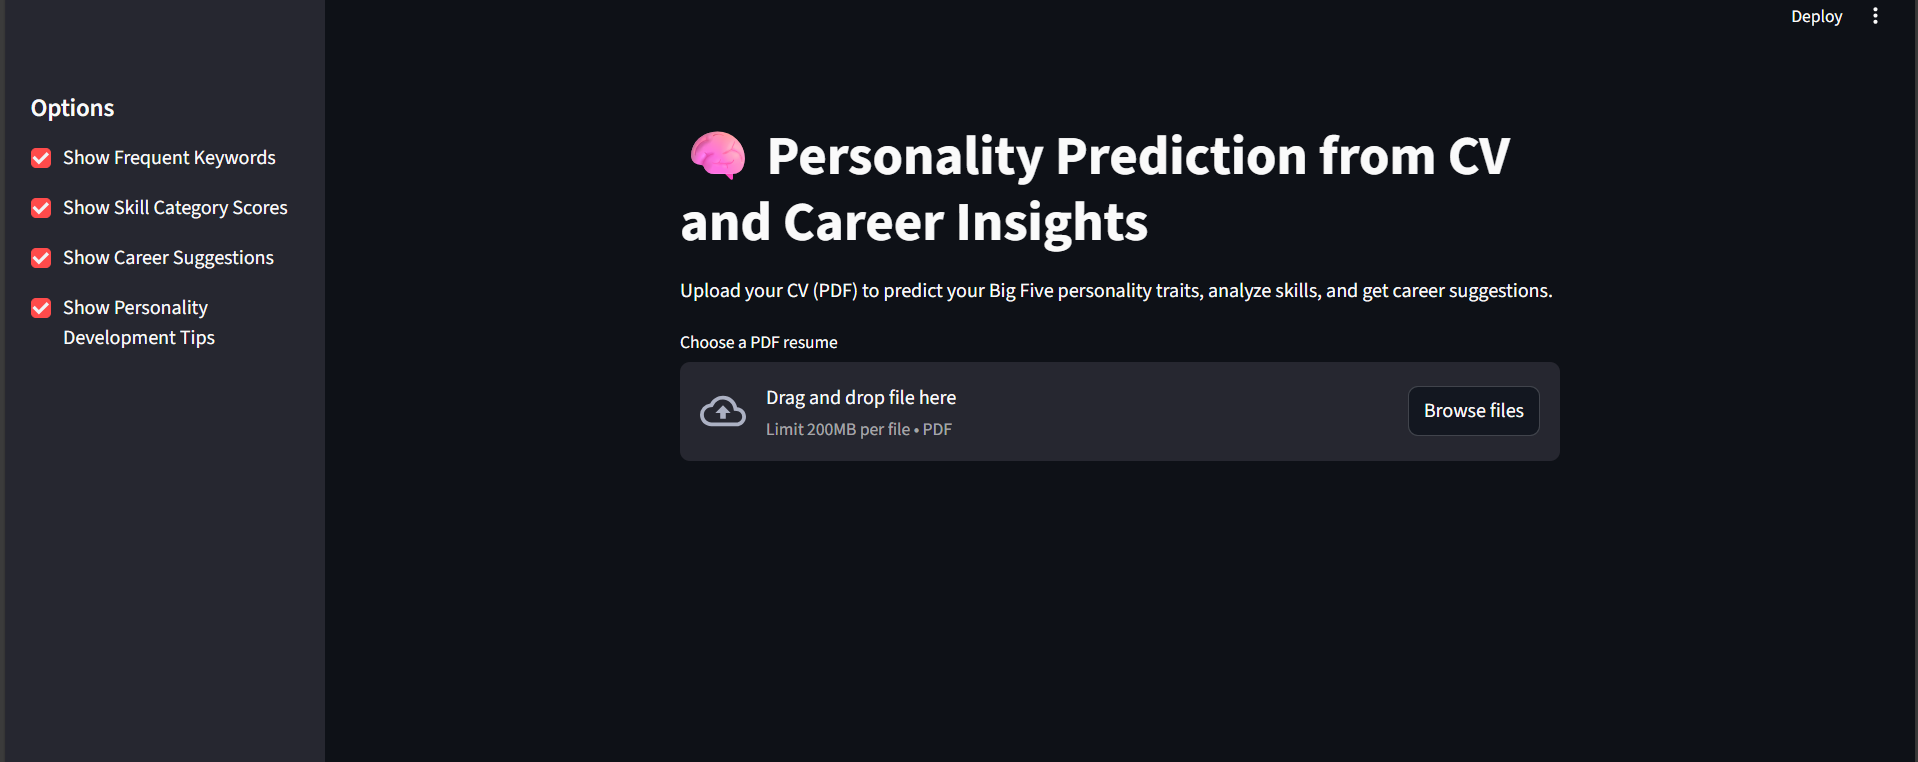 Deploy
Options
Show Frequent Keywords
Show Skill Category Scores
Show Career Suggestions
Show Personality
Development Tips
Personality Prediction from CV
and Career Insights
Upload your CV (PDF) to predict your Big Five personality traits, analyze skills, and get career suggestions.
Choose a PDF resume
Drag and drop file here
Limit 200MB per file • PDF
Browse files